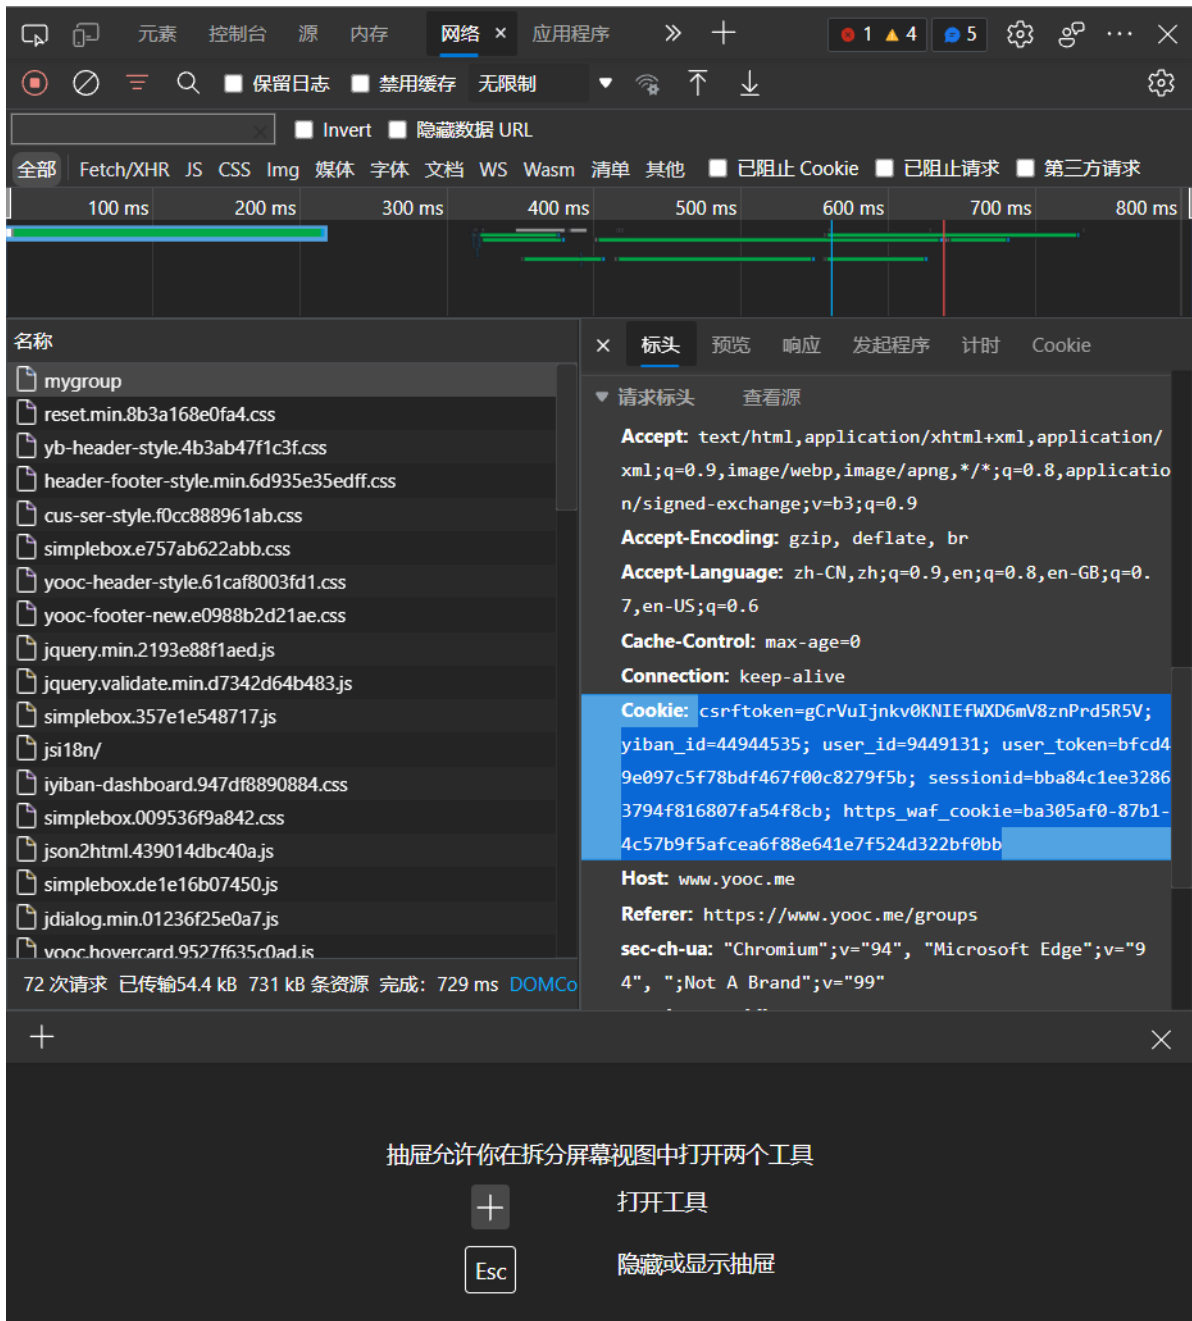 元素 控制台 源 内存 网络 × 应用程序 1 4 5
保留日志 禁用缓存 无限制
Invert 隐藏数据 URL
全部 Fetch/XHR JS CSS Img 媒体 字体 文档 WS Wasm 清单 其他 已阻止 Cookie 已阻止请求 第三方请求
100 ms 200 ms 300 ms 400 ms 500 ms 600 ms 700 ms 800 ms
名称
mygroup
reset.min.8b3a168e0fa4.css
yb-header-style.4b3ab47f1c3f.css
header-footer-style.min.6d935e35edff.css
cus-ser-style.f0cc888961ab.css
simplebox.e757ab622abb.css
yooc-header-style.61caf8003fd1.css
yooc-footer-new.e0988b2d21ae.css
jquery.min.2193e88f1aed.js
jquery.validate.min.d7342d64b483.js
simplebox.357e1e548717.js
jsi18n/
iyiban-dashboard.947df8890884.css
simplebox.009536f9a842.css
json2html.439014dbc40a.js
simplebox.de1e16b07450.js
jdialog.min.01236f25e0a7.js
yooc.hovercard.9527f635c0ad.js
72 次请求 已传输54.4 kB 731 kB 条资源 完成: 729 ms DOMCo
× 标头 预览 响应 发起程序 计时 Cookie
请求标头 查看源
Accept: text/html,application/xhtml+xml,application/
xml;q=0.9,image/webp,image/apng,*/*;q=0.8,applicatio
n/signed-exchange;v=b3;q=0.9
Accept-Encoding: gzip, deflate, br
Accept-Language: zh-CN,zh;q=0.9,en;q=0.8,en-GB;q=0.
7,en-US;q=0.6
Cache-Control: max-age=0
Connection: keep-alive
Cookie: csrftoken=gCrVuIjnkv0KNIEfWXD6mV8znPrd5R5V;
yiban_id=44944535; user_id=9449131; user_token=bfcd4
9e097c5f78bdf467f00c8279f5b; sessionid=bba84c1ee3286
3794f816807fa54f8cb; https_waf_cookie=ba305af0-87b1-
4c57b9f5afcea6f88e641e7f524d322bf0bb
Host: www.yooc.me
Referer: https://www.yooc.me/groups
sec-ch-ua: "Chromium";v="94", "Microsoft Edge";v="9
4", ";Not A Brand";v="99"
抽屉允许你在拆分屏幕视图中打开两个工具
打开工具
Esc 隐藏或显示抽屉